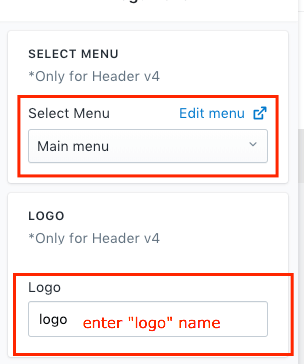 SELECT MENU
*Only for Header v4
Select Menu Edit menu
Main menu
LOGO
*Only for Header v4
Logo
logo enter "logo" name